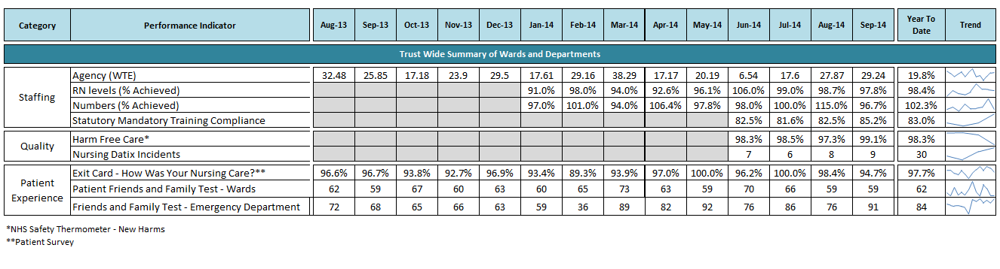 Category Performance Indicator Aug-13 Sep-13 Oct-13 Nov-13 Dec-13 Jan-14 Feb-14 Mar-14 Apr-14 May-14 Jun-14 Jul-14 Aug-14 Sep-14 Year To Date Trend
Trust Wide Summary of Wards and Departments
Staffing
Agency (WTE) 32.48 25.85 17.18 23.9 29.5 17.61 29.16 38.29 17.17 20.19 6.54 17.6 27.87 29.24 19.8%
RN levels (% Achieved) 91.0% 98.0% 94.0% 92.6% 96.1% 106.0% 99.0% 98.7% 97.8% 98.4%
Numbers (% Achieved) 97.0% 101.0% 94.0% 106.4% 97.8% 98.0% 100.0% 115.0% 96.7% 102.3%
Statutory Mandatory Training Compliance 82.5% 81.6% 82.5% 85.2% 83.0%
Quality
Harm Free Care* 98.3% 98.5% 97.3% 99.1% 98.3%
Nursing Datix Incidents 7 6 8 9 30
Patient Experience
Exit Card - How Was Your Nursing Care?** 96.6% 96.7% 93.8% 92.7% 96.9% 93.4% 89.3% 93.9% 97.0% 100.0% 96.2% 100.0% 98.4% 94.7% 97.7%
Patient Friends and Family Test - Wards 62 59 67 60 63 60 65 73 63 59 70 66 59 59 62
Friends and Family Test - Emergency Department 72 68 65 66 63 59 36 89 82 92 76 86 76 91 84
*NHS Safety Thermometer - New Harms
**Patient Survey